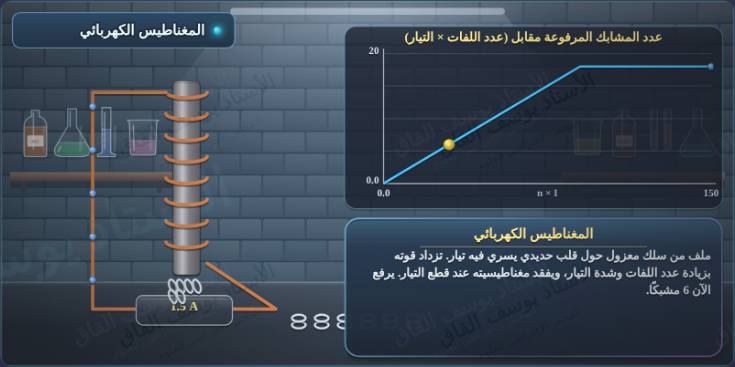 المغناطيس الكهربائي
عدد المشابك المرفوعة مقابل (عدد اللفات × التيار)
20
0.0
0.0
n × I
150
1.5 A
المغناطيس الكهربائي
ملف من سلك معزول حول قلب حديدي يسري فيه تيار. تزداد قوته
بزيادة عدد اللفات وشدة التيار، ويفقد مغناطيسيته عند قطع التيار. يرفع
الآن 6 مشبكًا.